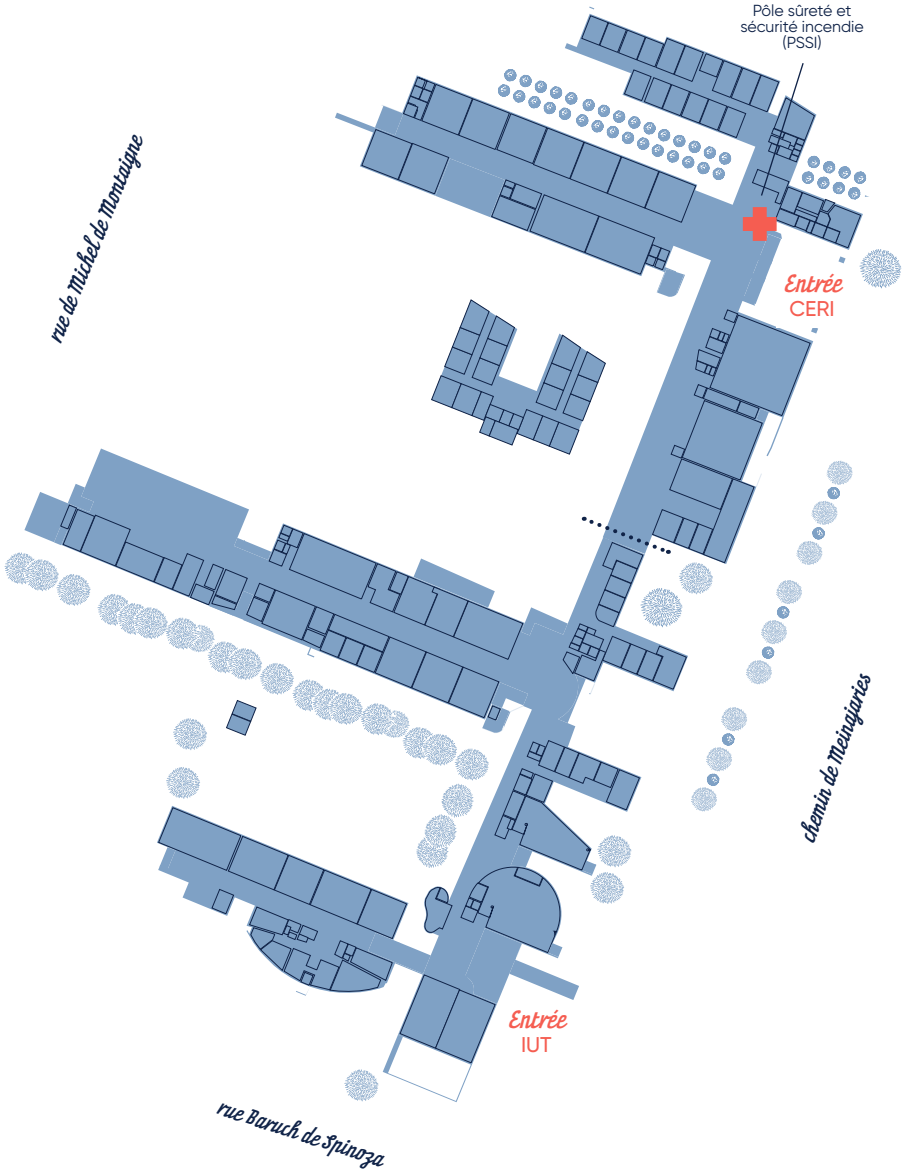 Pôle sûreté et
sécurité incendie
(PSSI)
rue de Michel de Montaigne
Entrée
CERI
chemin de Meinajaries
Entrée
IUT
rue Baruch de Spinoza